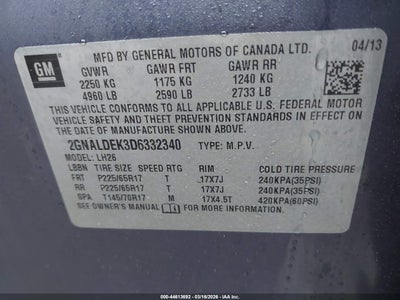 GM
MFD BY GENERAL MOTORS OF CANADA LTD. 04/13
GVWR GAWR FRT GAWR RR
2250 KG 1175 KG 1240 KG
4960 LB 2590 LB 2733 LB
THIS VEHICLE CONFORMS TO ALL APPLICABLE U.S. FEDERAL MOTOR
VEHICLE SAFETY AND THEFT PREVENTION STANDARDS IN EFFECT ON
THE DATE OF MANUFACTURE SHOWN ABOVE.
2GNALDEK3D6332340 TYPE: M.P.V.
MODEL: LH26
LBBN TIRE SIZE SPEED RTG RIM COLD TIRE PRESSURE
FRT P225/65R17 T 17X7J 240KPA(35PSI)
RR P225/65R17 T 17X7J 240KPA(35PSI)
SPA T145/70R17 M 17X4.5T 420KPA(60PSI)
SEE OWNER'S MANUAL FOR MORE INFORMATION.
©IAA 000-44613692 - 03/16/2026 - IAAI.COM